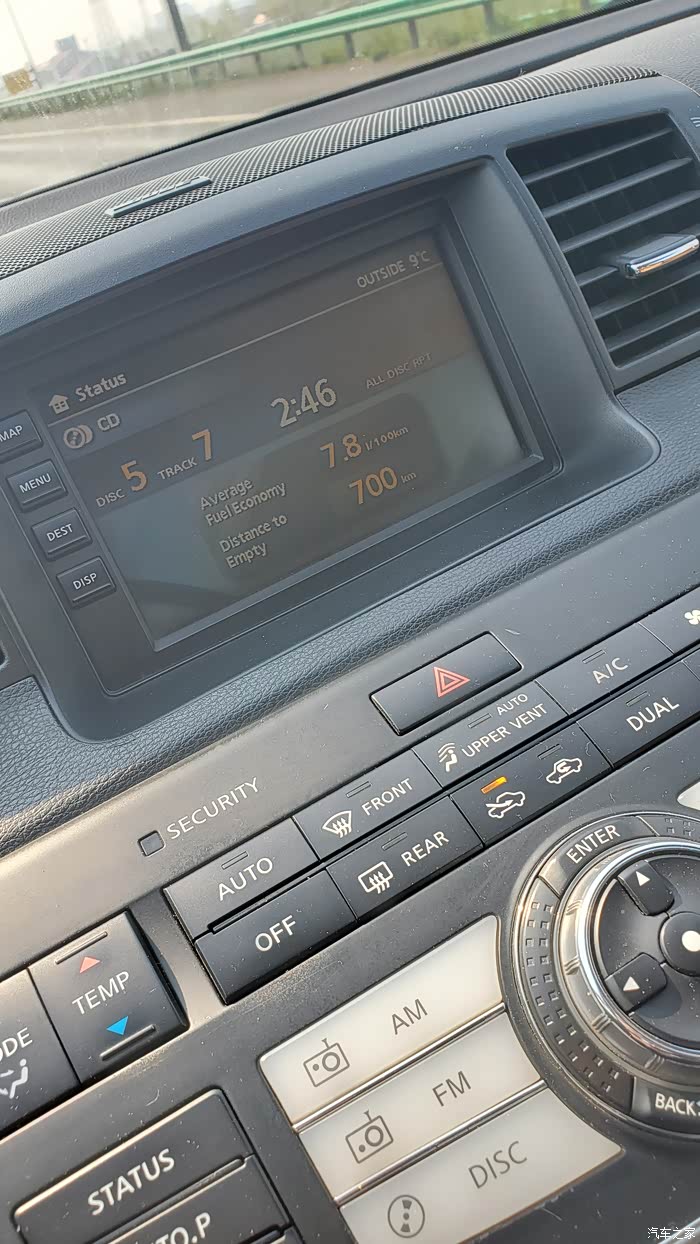 OUTSIDE 9°C
Status
CD
2:46
ALL DISC RPT
DISC 5 TRACK 7
Average
Fuel Economy
7.8 l/100km
Distance to
Empty
700 km
MAP
MENU
DEST
DISP
AUTO
UPPER VENT
A/C
DUAL
SECURITY
FRONT
REAR
AUTO
OFF
TEMP
ENTER
AM
FM
DISC
BACK
STATUS
汽车之家